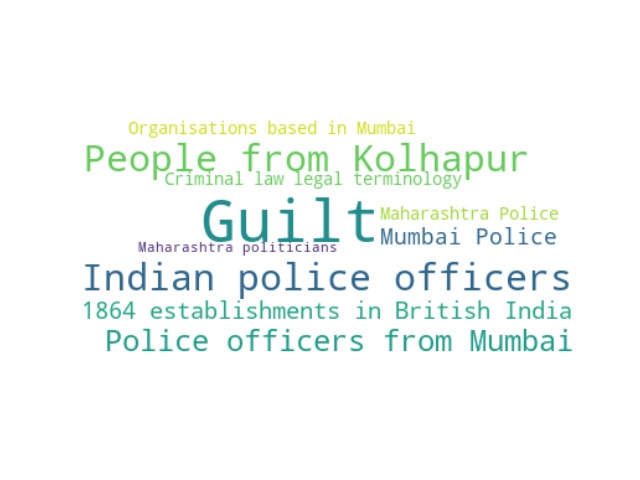 Organisations based in Mumbai
People from Kolhapur
Criminal law legal terminology
Guilt
Maharashtra Police
Mumbai Police
Maharashtra politicians
Indian police officers
1864 establishments in British India
Police officers from Mumbai